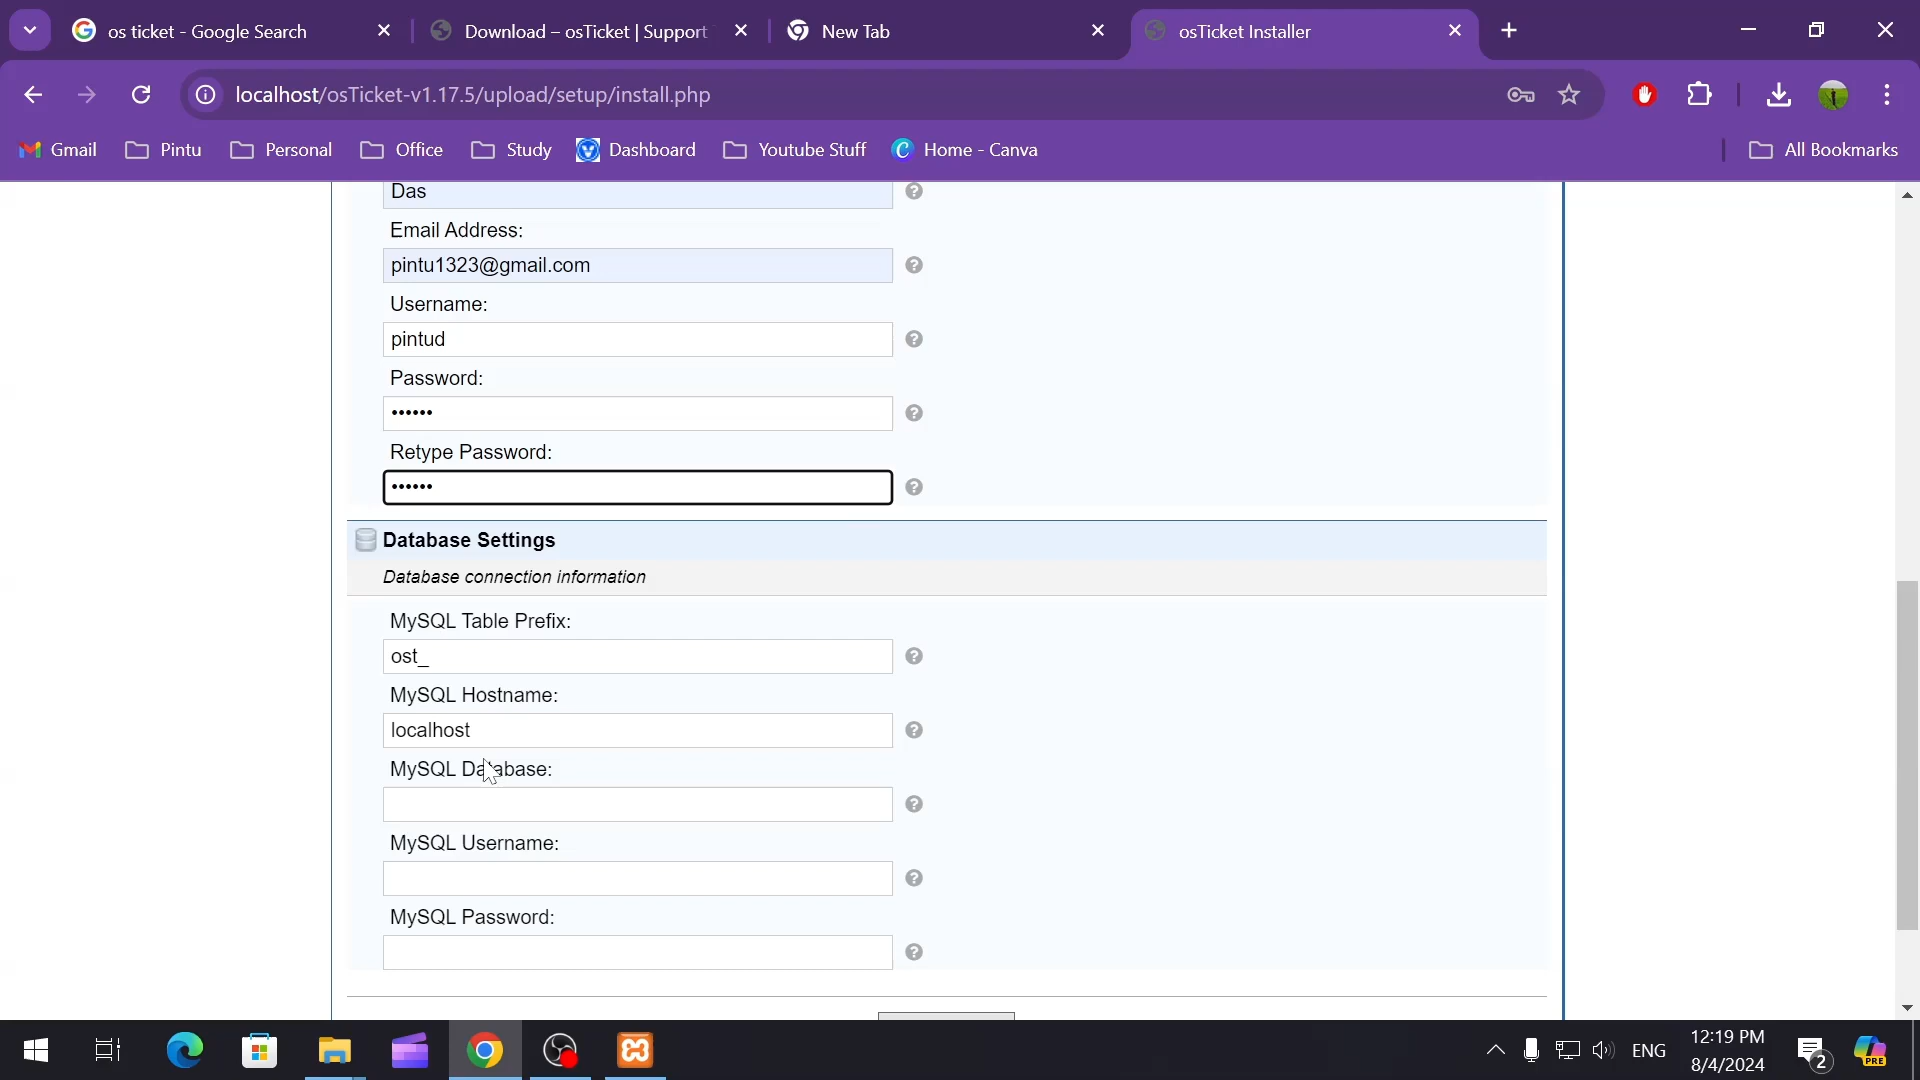 os ticket - Google Search
Download – osTicket | Support
New Tab
osTicket Installer
localhost/osTicket-v1.17.5/upload/setup/install.php
Gmail
Pintu
Personal
Office
Study
Dashboard
Youtube Stuff
Home - Canva
All Bookmarks
Das
Email Address:
pintu1323@gmail.com
Username:
pintud
Password:
••••••
Retype Password:
••••••
Database Settings
Database connection information
MySQL Table Prefix:
ost_
MySQL Hostname:
localhost
MySQL Database:
MySQL Username:
MySQL Password:
ENG
12:19 PM
8/4/2024
2
PRE